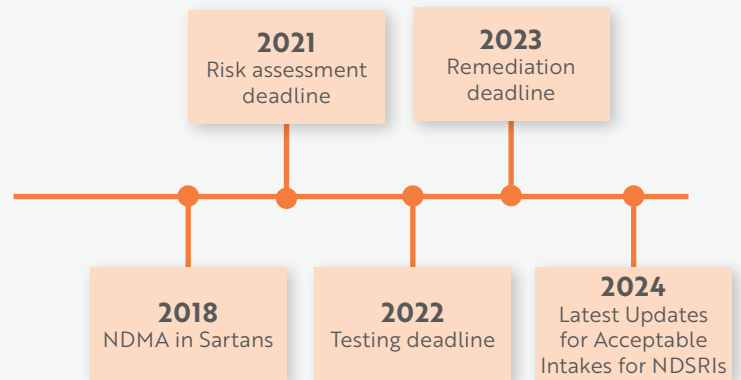 2021
Risk assessment
deadline
2023
Remediation
deadline
2018
NDMA in Sartans
2022
Testing deadline
2024
Latest Updates
for Acceptable
Intakes for NDSRIs